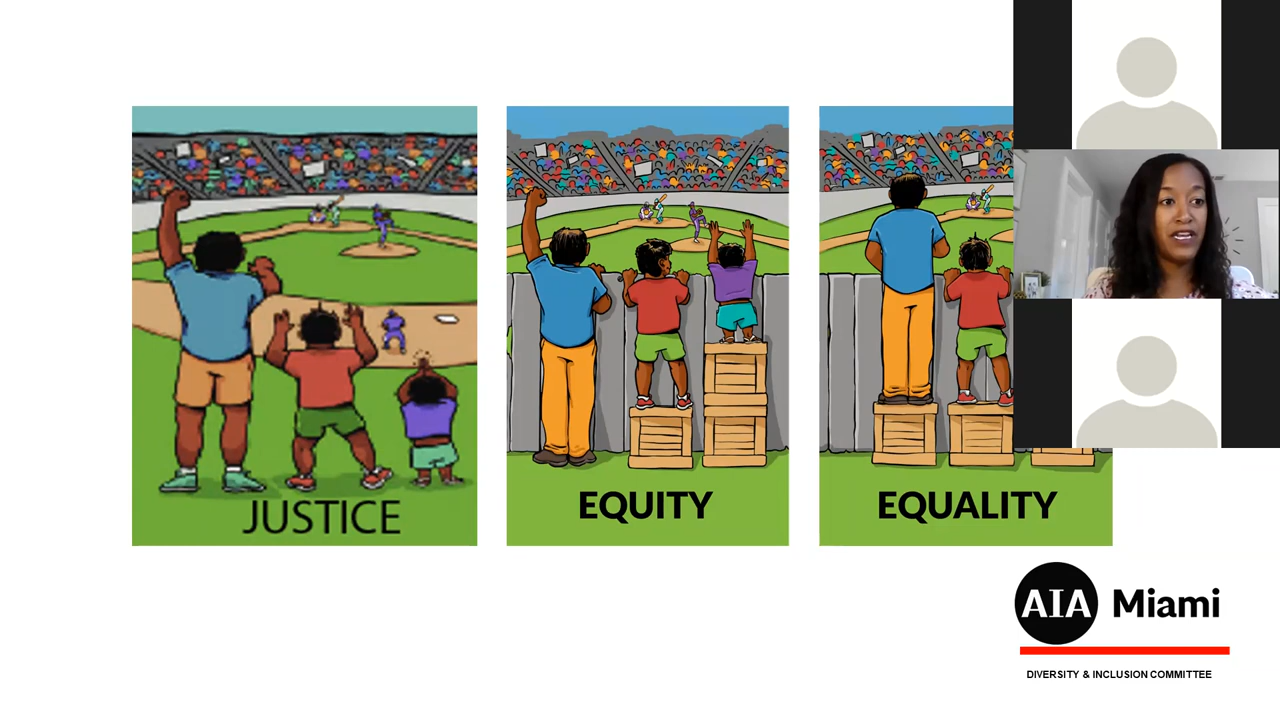 JUSTICE
EQUITY
EQUALITY
AIA Miami
DIVERSITY & INCLUSION COMMITTEE